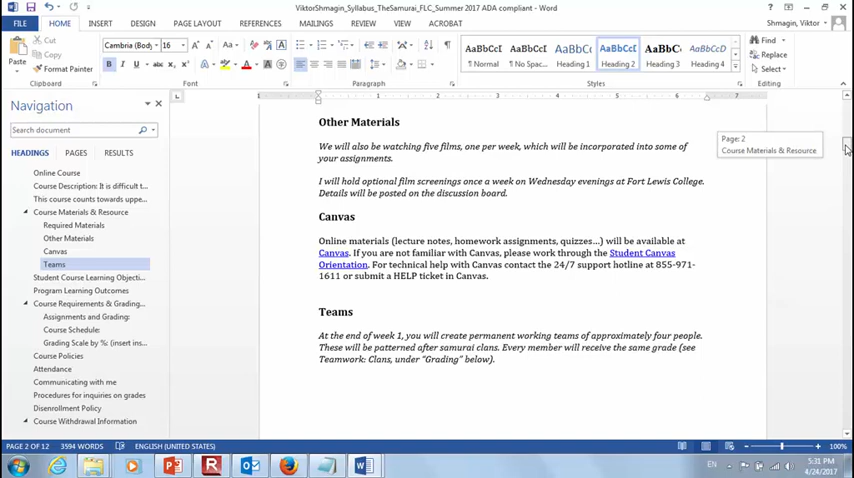 ViktorShmagin_Syllabus_TheSamurai_FLC_Summer 2017 ADA compliant - Word
FILE HOME INSERT DESIGN PAGE LAYOUT REFERENCES MAILINGS REVIEW VIEW ACROBAT Shmagin, Viktor
Paste
Cut
Copy
Format Painter
Clipboard
Cambria (Body) 16
Font
Paragraph
AaBbCcI AaBbCcI AaBbCcI AaBbCcI AaBbCc AaBbCcD
¶ Normal ¶ No Spac... Heading 1 Heading 2 Heading 3 Heading 4
Styles
Find
Replace
Select
Editing
Navigation
Search document
HEADINGS PAGES RESULTS
Online Course
Course Description: It is difficult t...
This course counts towards uppe...
Course Materials & Resource
Required Materials
Other Materials
Canvas
Teams
Student Course Learning Objecti...
Program Learning Outcomes
Course Requirements & Grading...
Assignments and Grading:
Course Schedule:
Grading Scale by %: (insert ins...
Course Policies
Attendance
Communicating with me
Procedures for inquiries on grades
Disenrollment Policy
Course Withdrawal Information
1 1 2 3 4 5 6 7
Other Materials
We will also be watching five films, one per week, which will be incorporated into some of
your assignments.
I will hold optional film screenings once a week on Wednesday evenings at Fort Lewis College.
Details will be posted on the discussion board.
Canvas
Online materials (lecture notes, homework assignments, quizzes...) will be available at
Canvas. If you are not familiar with Canvas, please work through the Student Canvas
Orientation. For technical help with Canvas contact the 24/7 support hotline at 855-971-
1611 or submit a HELP ticket in Canvas.
Teams
At the end of week 1, you will create permanent working teams of approximately four people.
These will be patterned after samurai clans. Every member will receive the same grade (see
Teamwork: Clans, under "Grading" below).
Page: 2
Course Materials & Resource
PAGE 2 OF 12 3594 WORDS ENGLISH (UNITED STATES) 100%
EN
5:31 PM
4/24/2017